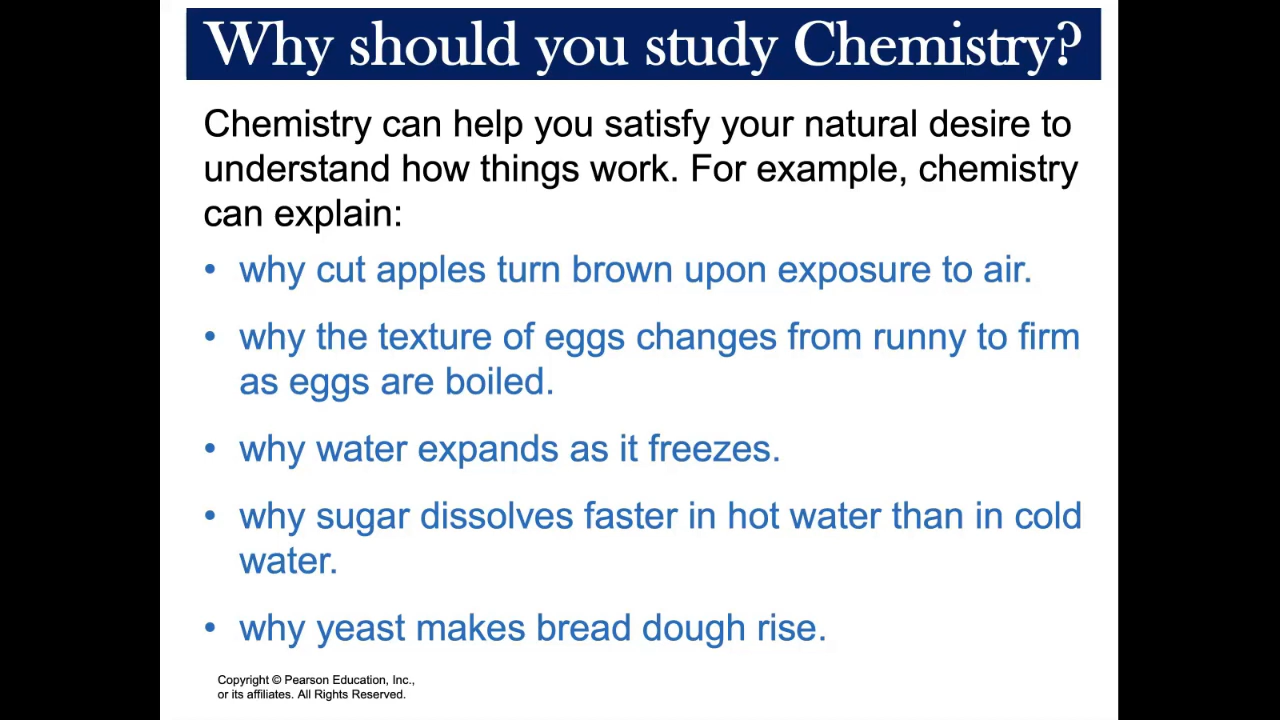 Why should you study Chemistry?
Chemistry can help you satisfy your natural desire to
understand how things work. For example, chemistry
can explain:
• why cut apples turn brown upon exposure to air.
• why the texture of eggs changes from runny to firm
as eggs are boiled.
• why water expands as it freezes.
• why sugar dissolves faster in hot water than in cold
water.
• why yeast makes bread dough rise.
Copyright © Pearson Education, Inc.,
or its affiliates. All Rights Reserved.